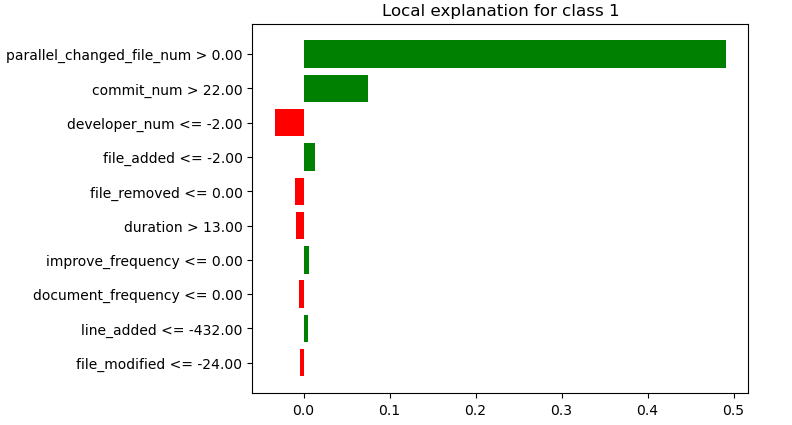 Local explanation for class 1
parallel_changed_file_num > 0.00
commit_num > 22.00
developer_num <= -2.00
file_added <= -2.00
file_removed <= 0.00
duration > 13.00
improve_frequency <= 0.00
document_frequency <= 0.00
line_added <= -432.00
file_modified <= -24.00
0.0 0.1 0.2 0.3 0.4 0.5